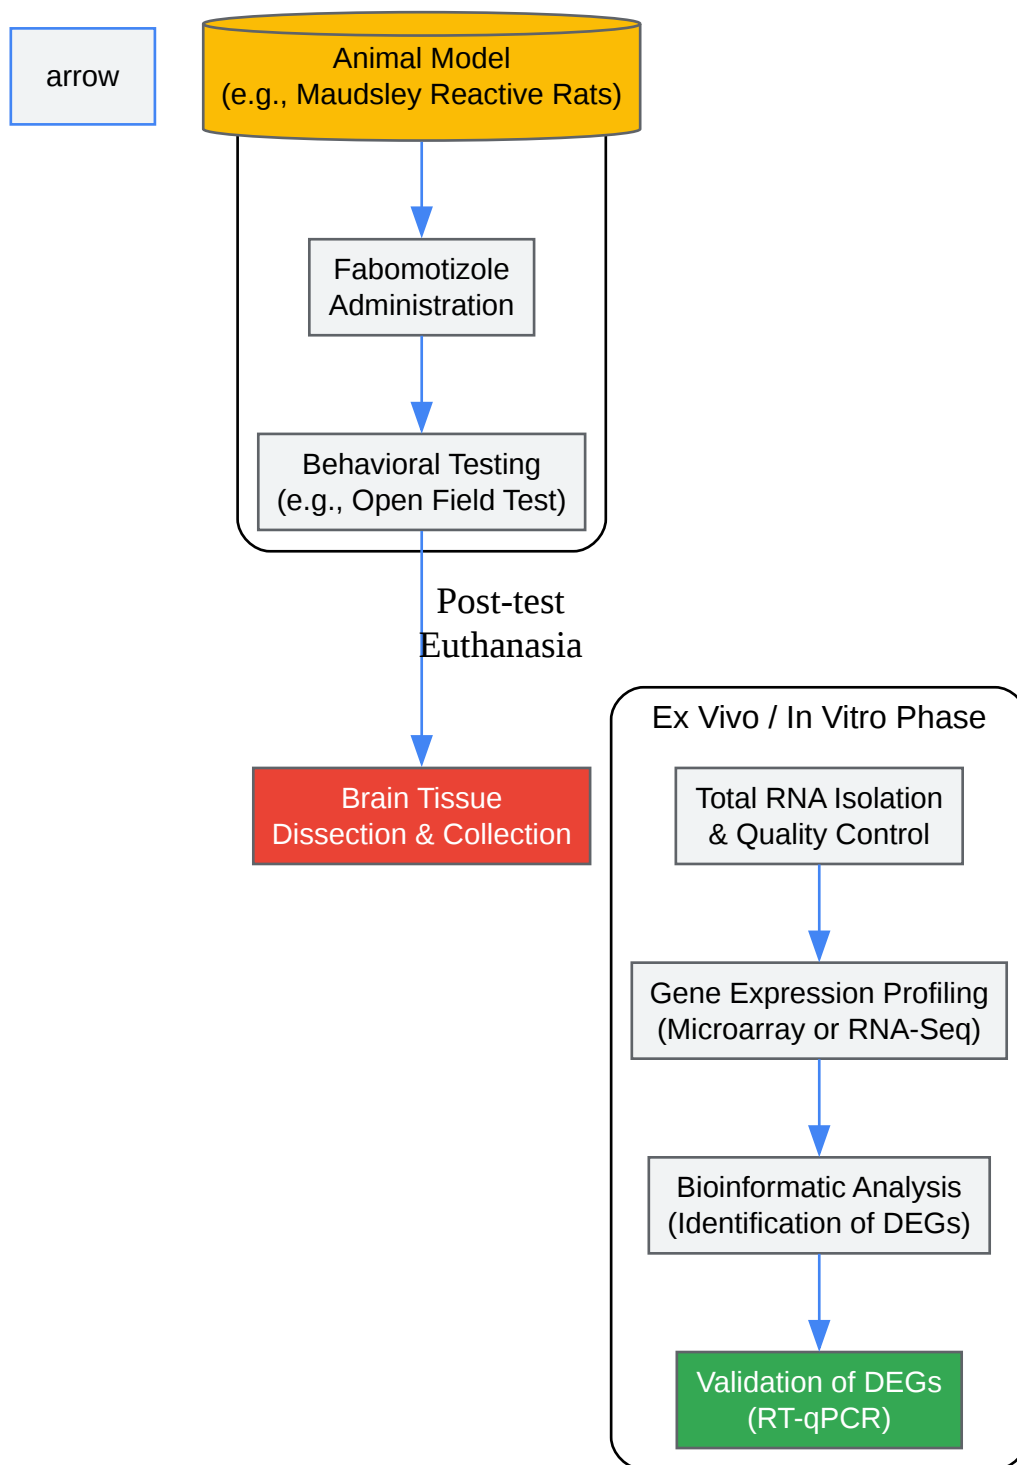 arrow
Animal Model
(e.g., Maudsley Reactive Rats)
Fabomotizole
Administration
Behavioral Testing
(e.g., Open Field Test)
Post-test
Euthanasia
Brain Tissue
Dissection & Collection
Ex Vivo / In Vitro Phase
Total RNA Isolation
& Quality Control
Gene Expression Profiling
(Microarray or RNA-Seq)
Bioinformatic Analysis
(Identification of DEGs)
Validation of DEGs
(RT-qPCR)